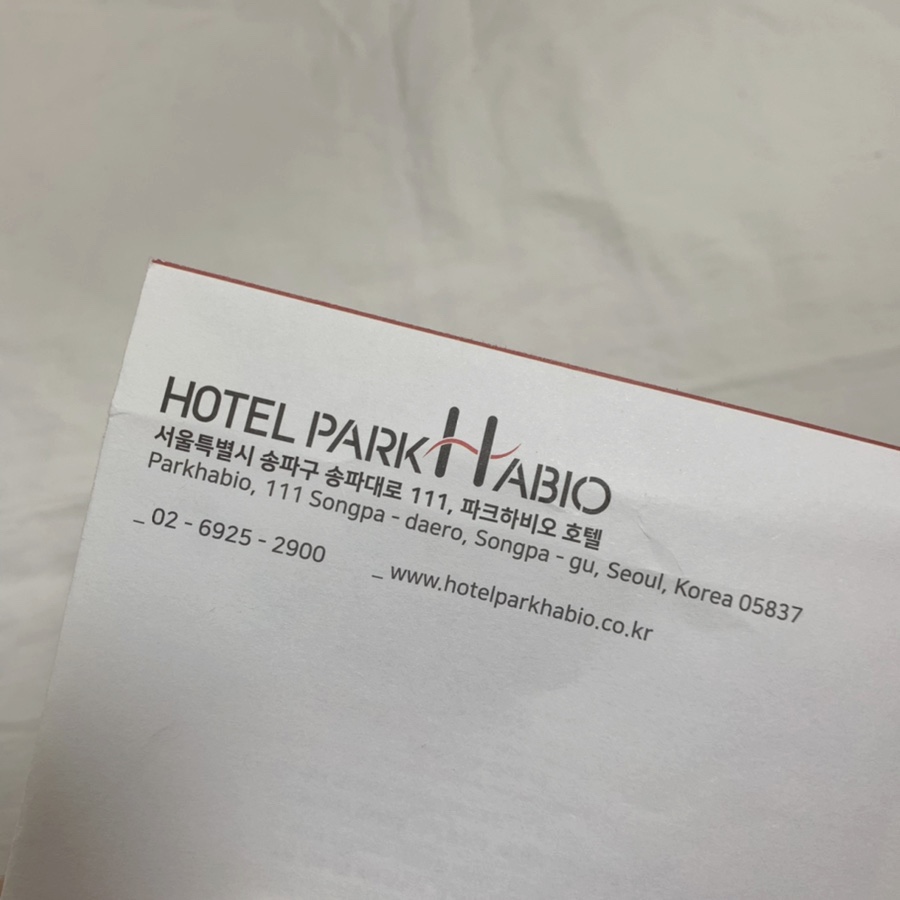 HOTEL PARK HABIO
서울특별시 송파구 송파대로 111, 파크하비오 호텔
Parkhabio, 111 Songpa - daero, Songpa - gu, Seoul, Korea 05837
_ 02 - 6925 - 2900
_ www.hotelparkhabio.co.kr